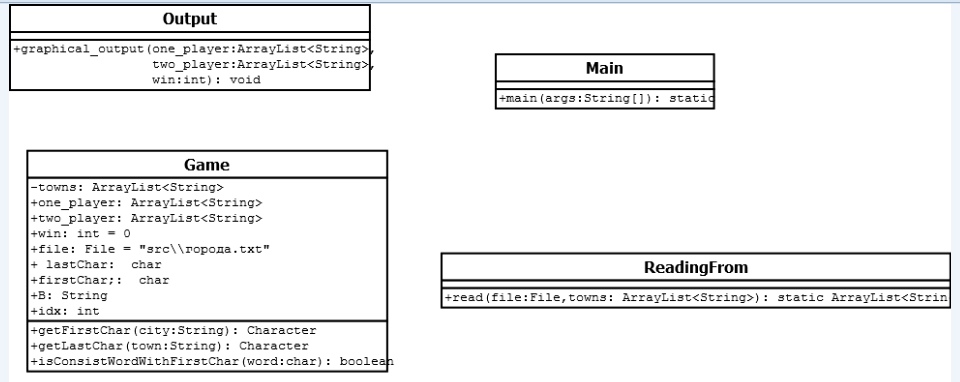 Output
+graphical_output(one_player:ArrayList<String>,
two_player:ArrayList<String>,
win:int): void
Main
+main(args:String[]): static
Game
-towns: ArrayList<String>
+one_player: ArrayList<String>
+two_player: ArrayList<String>
+win: int = 0
+file: File = "src\\города.txt"
+ lastChar:  char
+firstChar;:  char
+B: String
+idx: int
+getFirstChar(city:String): Character
+getLastChar(town:String): Character
+isConsistWordWithFirstChar(word:char): boolean
ReadingFrom
+read(file:File,towns: ArrayList<String>): static ArrayList<Strin